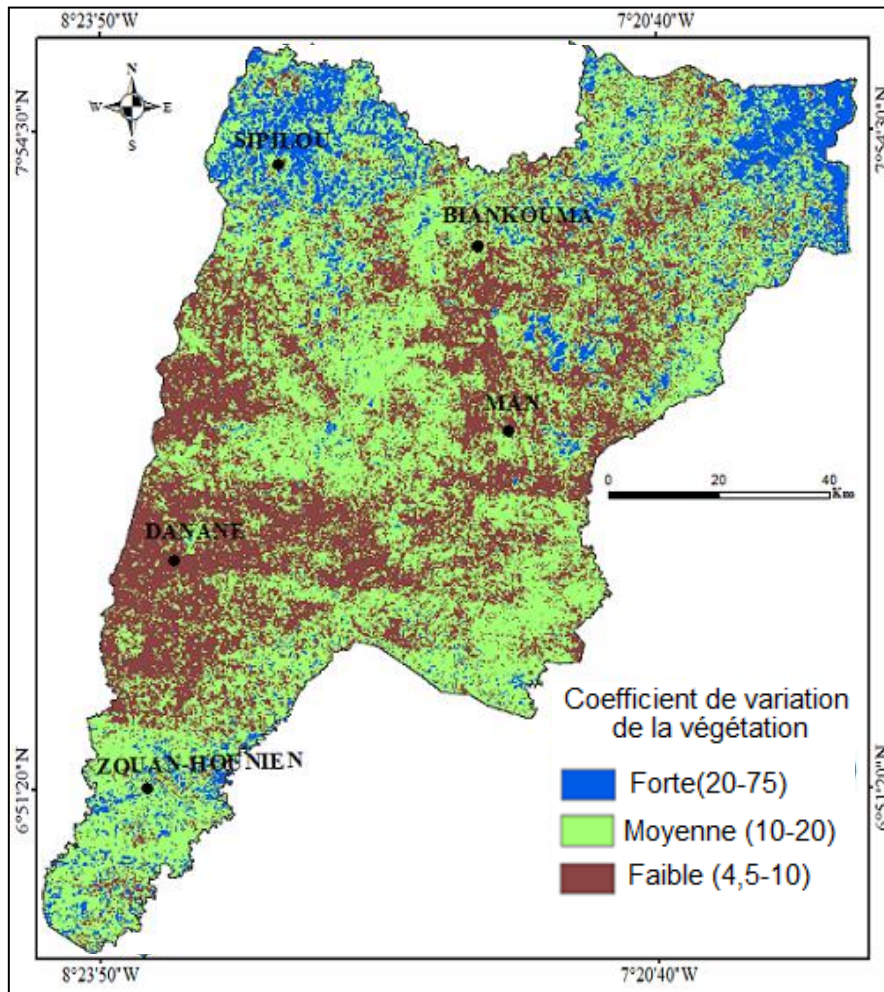 8°23'50"W 7°20'40"W
N
W E
S
7°54'30"N
7°54'30"N
SIPILOU
BIANKOUMA
MAN
0 20 40
Km
DANANE
Coefficient de variation
de la végétation
ZOUAN-HOUNIEN
Forte(20-75)
Moyenne (10-20)
Faible (4,5-10)
6°51'20"N
6°51'20"N
8°23'50"W 7°20'40"W